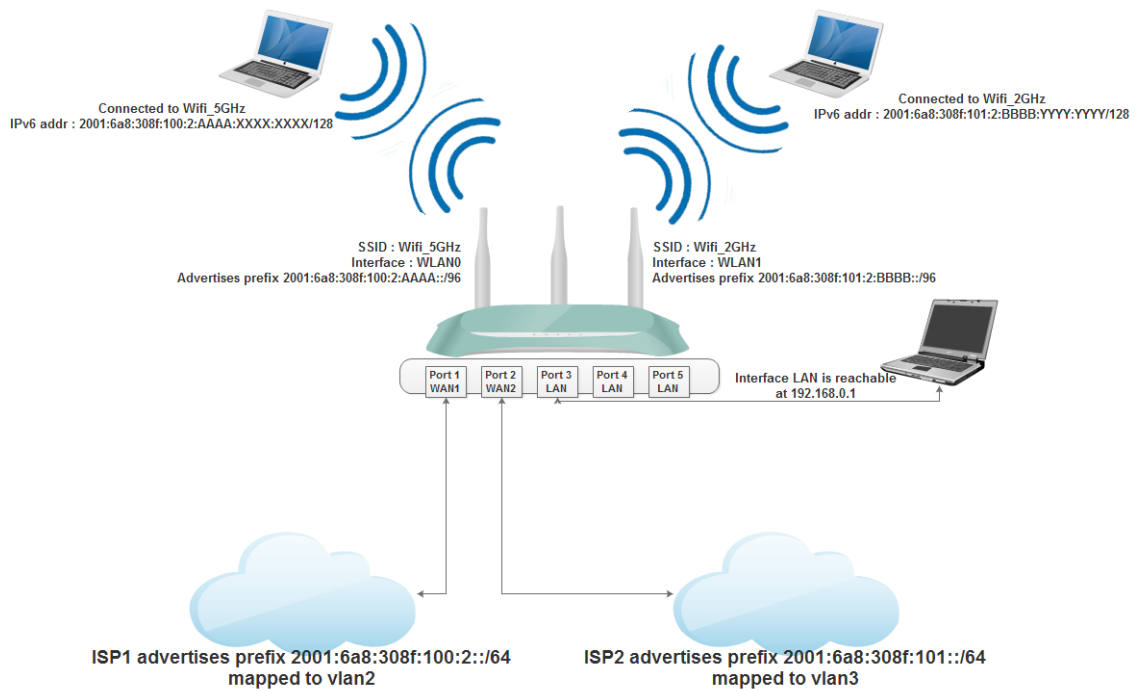 Connected to Wifi_5GHz
IPv6 addr : 2001:6a8:308f:100:2:AAAA:XXXX:XXXX/128
Connected to Wifi_2GHz
IPv6 addr : 2001:6a8:308f:101:2:BBBB:YYYY:YYYY/128
SSID : Wifi_5GHz
Interface : WLAN0
Advertises prefix 2001:6a8:308f:100:2:AAAA::/96
SSID : Wifi_2GHz
Interface : WLAN1
Advertises prefix 2001:6a8:308f:101:2:BBBB::/96
Port 1
WAN1
Port 2
WAN2
Port 3
LAN
Port 4
LAN
Port 5
LAN
Interface LAN is reachable
at 192.168.0.1
ISP1 advertises prefix 2001:6a8:308f:100:2::/64
mapped to vlan2
ISP2 advertises prefix 2001:6a8:308f:101::/64
mapped to vlan3